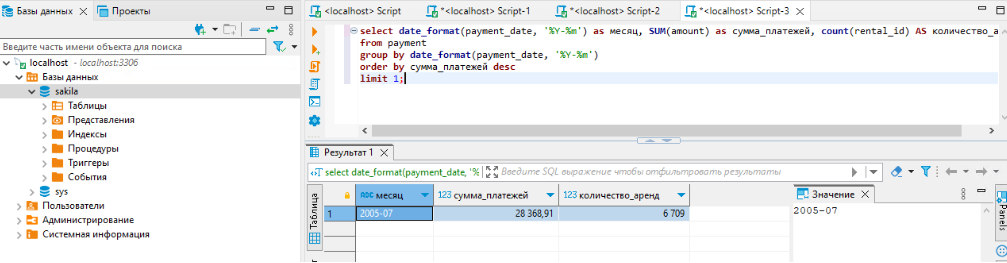 Базы данных
Проекты
Введите часть имени объекта для поиска
localhost - localhost:3306
Базы данных
sakila
Таблицы
Представления
Индексы
Процедуры
Триггеры
События
sys
Пользователи
Администрирование
Системная информация
<localhost> Script
*<localhost> Script-1
*<localhost> Script-2
*<localhost> Script-3
select date_format(payment_date, '%Y-%m') as месяц, SUM(amount) as сумма_платежей, count(rental_id) AS количество_а
from payment
group by date_format(payment_date, '%Y-%m')
order by сумма_платежей desc
limit 1;
Результат 1
select date_format(payment_date, '%
Введите SQL выражение чтобы отфильтровать результаты
Таблица
ABC месяц
123 сумма_платежей
123 количество_аренд
1
2005-07
28 368,91
6 709
Значение
2005-07
Panels